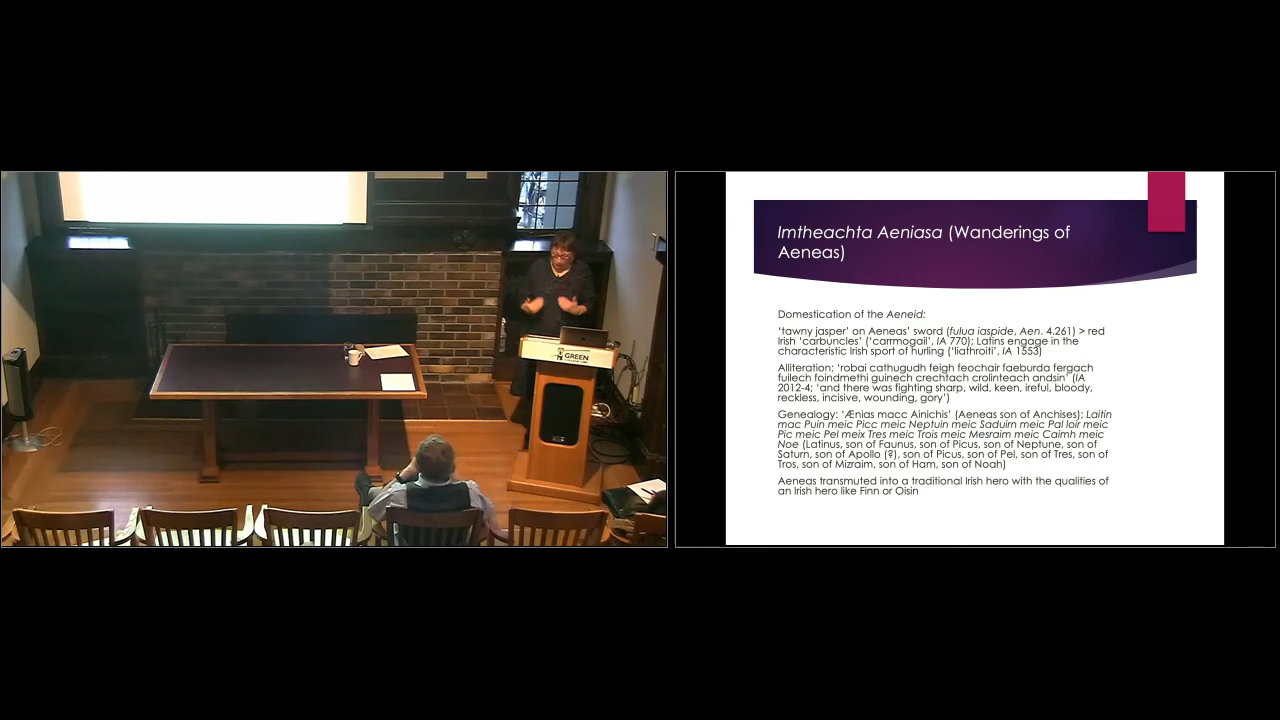 GREEN
Imtheachta Aeniasa (Wanderings of
Aeneas)
Domestication of the Aeneid:
‘tawny jasper’ on Aeneas’ sword (fulua iaspide, Aen. 4.261) > red
Irish ‘carbuncles’ (‘carrmogail’, IA 770); Latins engage in the
characteristic Irish sport of hurling (‘liathroiti’, IA 1553)
Alliteration: ‘robai cathugudh feigh feochair faeburda fergach
fuilech foindmethi guinech crechtach crolinteach andsin’ (IA
2012-4; ‘and there was fighting sharp, wild, keen, ireful, bloody,
reckless, incisive, wounding, gory’)
Genealogy: ‘Ænias macc Ainichis’ (Aeneas son of Anchises); Laitin
mac Puin meic Picc meic Neptuin meic Saduirn meic Pal loir meic
Pic meic Pel meix Tres meic Trois meic Mesraim meic Caimh meic
Noe (Latinus, son of Faunus, son of Picus, son of Neptune, son of
Saturn, son of Apollo (?), son of Picus, son of Pel, son of Tres, son of
Tros, son of Mizraim, son of Ham, son of Noah)
Aeneas transmuted into a traditional Irish hero with the qualities of
an Irish hero like Finn or Oisin